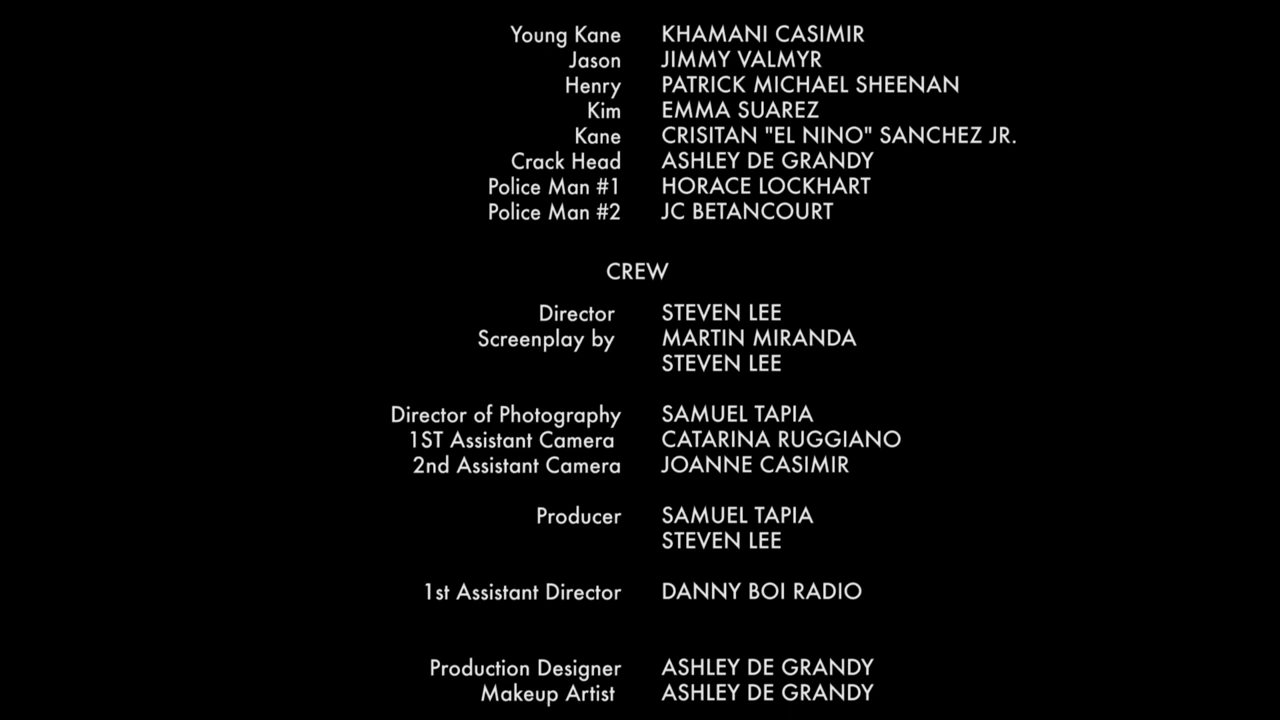 Young Kane KHAMANI CASIMIR
Jason JIMMY VALMYR
Henry PATRICK MICHAEL SHEENAN
Kim EMMA SUAREZ
Kane CRISITAN "EL NINO" SANCHEZ JR.
Crack Head ASHLEY DE GRANDY
Police Man #1 HORACE LOCKHART
Police Man #2 JC BETANCOURT
CREW
Director STEVEN LEE
Screenplay by MARTIN MIRANDA
STEVEN LEE
Director of Photography SAMUEL TAPIA
1ST Assistant Camera CATARINA RUGGIANO
2nd Assistant Camera JOANNE CASIMIR
Producer SAMUEL TAPIA
STEVEN LEE
1st Assistant Director DANNY BOI RADIO
Production Designer ASHLEY DE GRANDY
Makeup Artist ASHLEY DE GRANDY